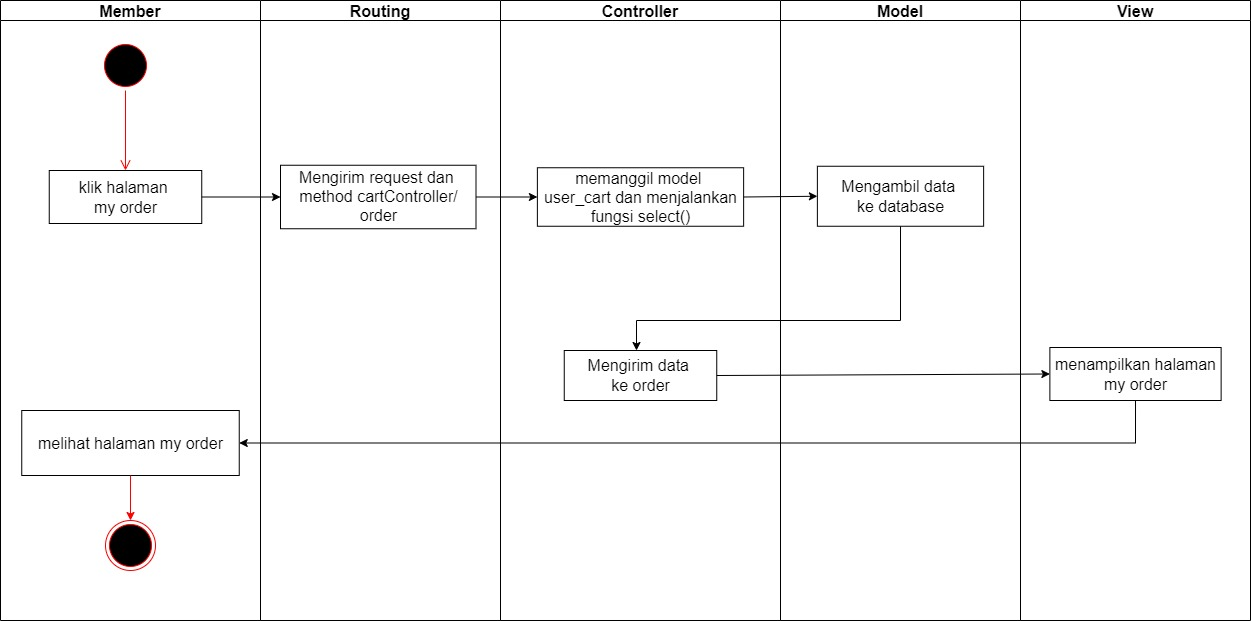 Member
Routing
Controller
Model
View
klik halaman
my order
Mengirim request dan
method cartController/
order
memanggil model
user_cart dan menjalankan
fungsi select()
Mengambil data
ke database
Mengirim data
ke order
menampilkan halaman
my order
melihat halaman my order